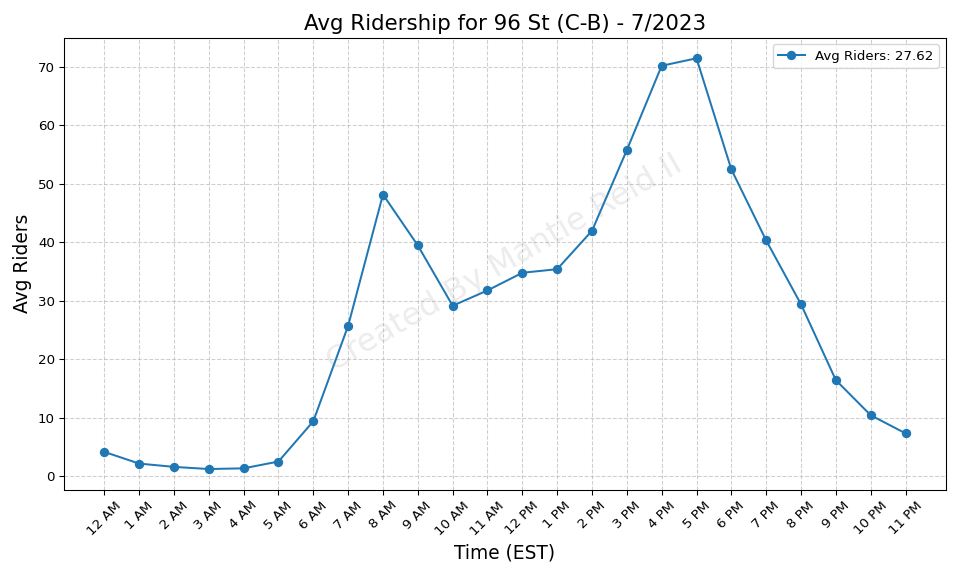 Avg Ridership for 96 St (C-B) - 7/2023
Avg Riders: 27.62
70
60
50
40
30
20
10
0
Avg Riders
Created By Mantle Reid II
12 AM
1 AM
2 AM
3 AM
4 AM
5 AM
6 AM
7 AM
8 AM
9 AM
10 AM
11 AM
12 PM
1 PM
2 PM
3 PM
4 PM
5 PM
6 PM
7 PM
8 PM
9 PM
10 PM
11 PM
Time (EST)